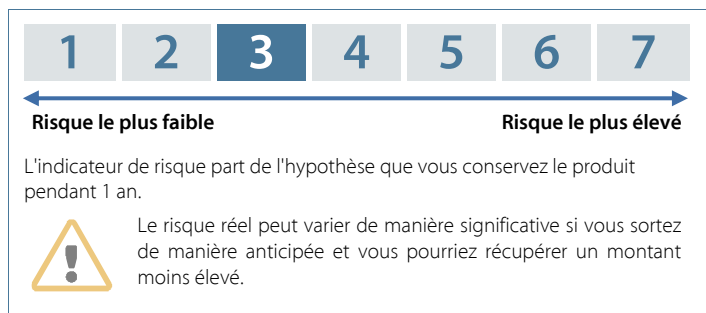 1 2 3 4 5 6 7
Risque le plus faible Risque le plus élevé
L'indicateur de risque part de l'hypothèse que vous conservez le produit
pendant 1 an.
Le risque réel peut varier de manière significative si vous sortez
de manière anticipée et vous pourriez récupérer un montant
moins élevé.